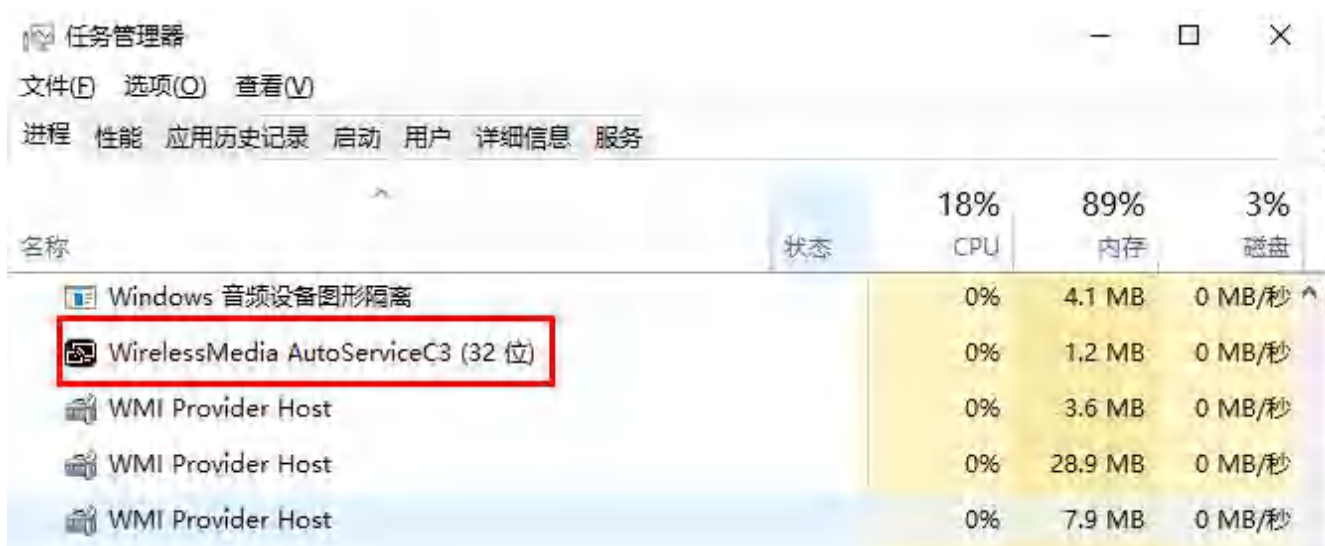 任务管理器
文件(F) 选项(O) 查看(V)
进程 性能 应用历史记录 启动 用户 详细信息 服务
18% 89% 3%
名称 状态 CPU 内存 磁盘
Windows 音频设备图形隔离 0% 4.1 MB 0 MB/秒
WirelessMedia AutoServiceC3 (32 位) 0% 1.2 MB 0 MB/秒
WMI Provider Host 0% 3.6 MB 0 MB/秒
WMI Provider Host 0% 28.9 MB 0 MB/秒
WMI Provider Host 0% 7.9 MB 0 MB/秒